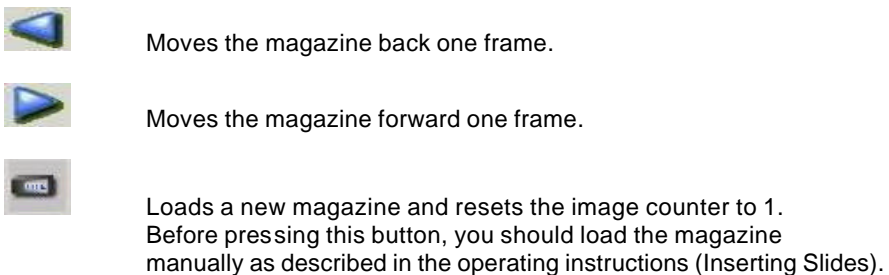 Moves the magazine back one frame.
Moves the magazine forward one frame.
Loads a new magazine and resets the image counter to 1.
Before pressing this button, you should load the magazine
manually as described in the operating instructions (Inserting Slides).